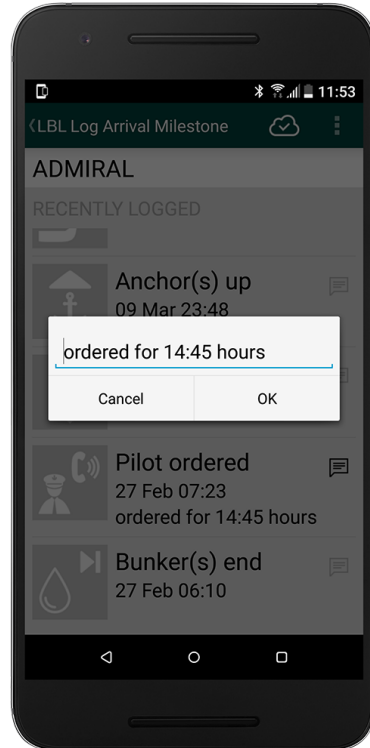 11:53
LBL Log Arrival Milestone
ADMIRAL
RECENTLY LOGGED
Anchor(s) up
09 Mar 23:48
ordered for 14:45 hours
Cancel OK
Pilot ordered
27 Feb 07:23
ordered for 14:45 hours
Bunker(s) end
27 Feb 06:10